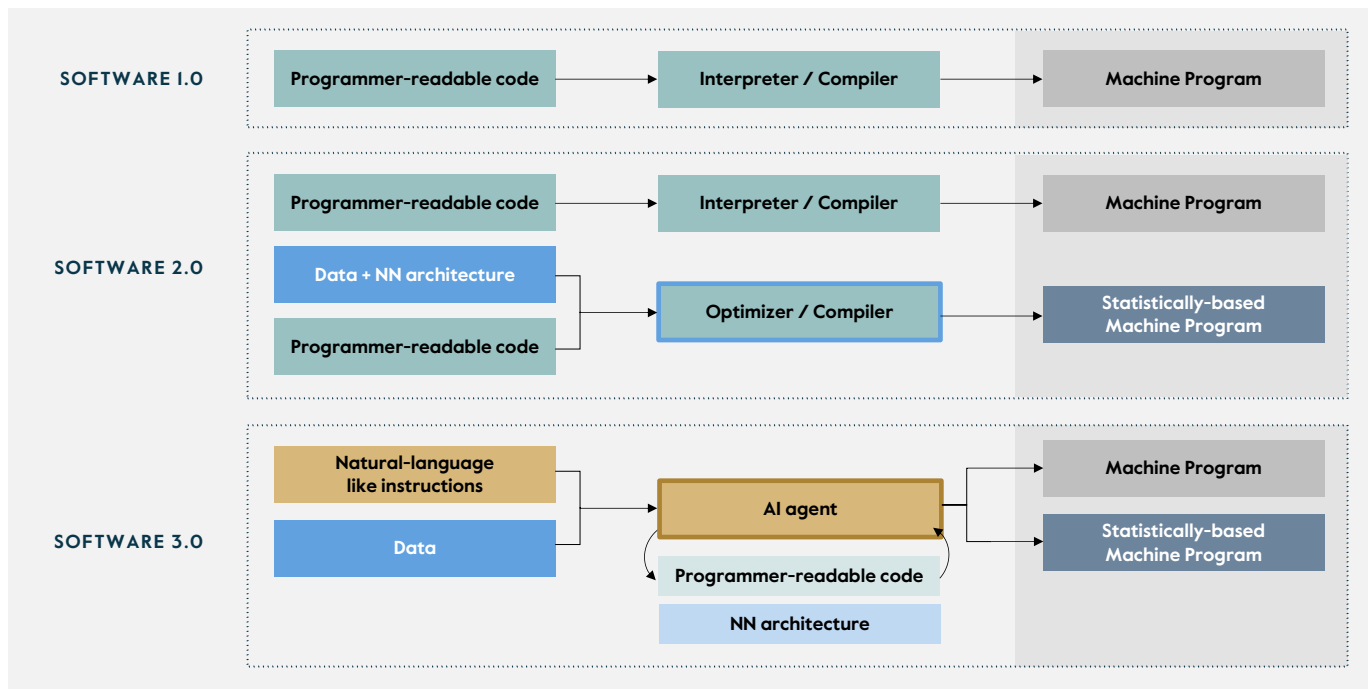 SOFTWARE 1.0
Programmer-readable code
Interpreter / Compiler
Machine Program
SOFTWARE 2.0
Programmer-readable code
Interpreter / Compiler
Machine Program
Data + NN architecture
Programmer-readable code
Optimizer / Compiler
Statistically-based
Machine Program
SOFTWARE 3.0
Natural-language
like instructions
Data
AI agent
Programmer-readable code
NN architecture
Machine Program
Statistically-based
Machine Program